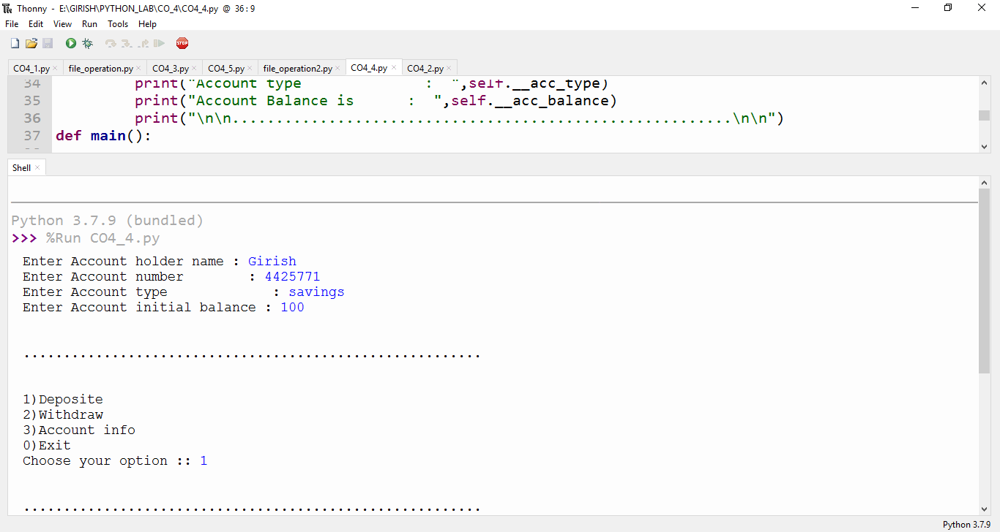 Thonny - E:\GIRISH\PYTHON_LAB\CO_4\CO4_4.py @ 36:9
File Edit View Run Tools Help
STOP
CO4_1.py × file_operation.py × CO4_3.py × CO4_5.py × file_operation2.py × CO4_4.py × CO4_2.py ×
34 print("Account type : ",self.__acc_type)
35 print("Account Balance is : ",self.__acc_balance)
36 print("\n\n.........................................................\n\n")
37 def main():
Shell ×
Python 3.7.9 (bundled)
>>> %Run CO4_4.py
Enter Account holder name : Girish
Enter Account number : 4425771
Enter Account type : savings
Enter Account initial balance : 100
.........................................................
1)Deposite
2)Withdraw
3)Account info
0)Exit
Choose your option :: 1
.........................................................
Python 3.7.9